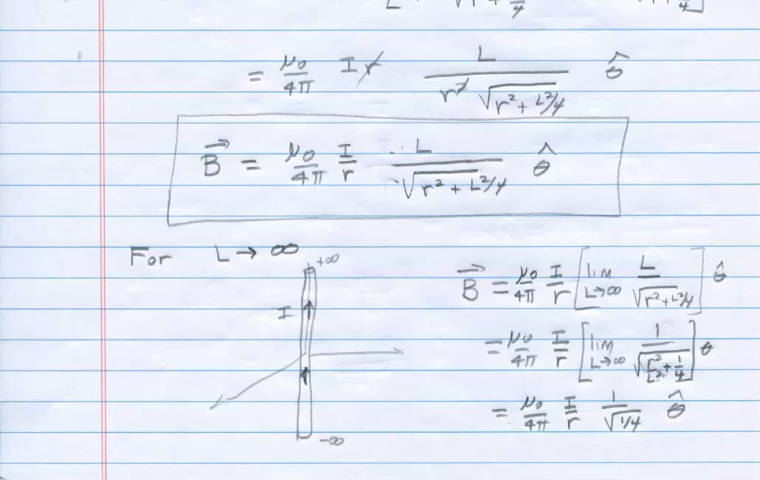 = μ₀/4π I r L/(r² √(r² + L²/4)) θ̂
B⃗ = μ₀/4π I/r L/√(r² + L²/4) θ̂
For L → ∞
+∞
I
-∞
B⃗ = μ₀/4π I/r [lim L→∞ L/√(r² + L²/4)] θ̂
= μ₀/4π I/r [lim L→∞ 1/√(r²/L² + 1/4)] θ
= μ₀/4π I/r 1/√1/4 θ̂